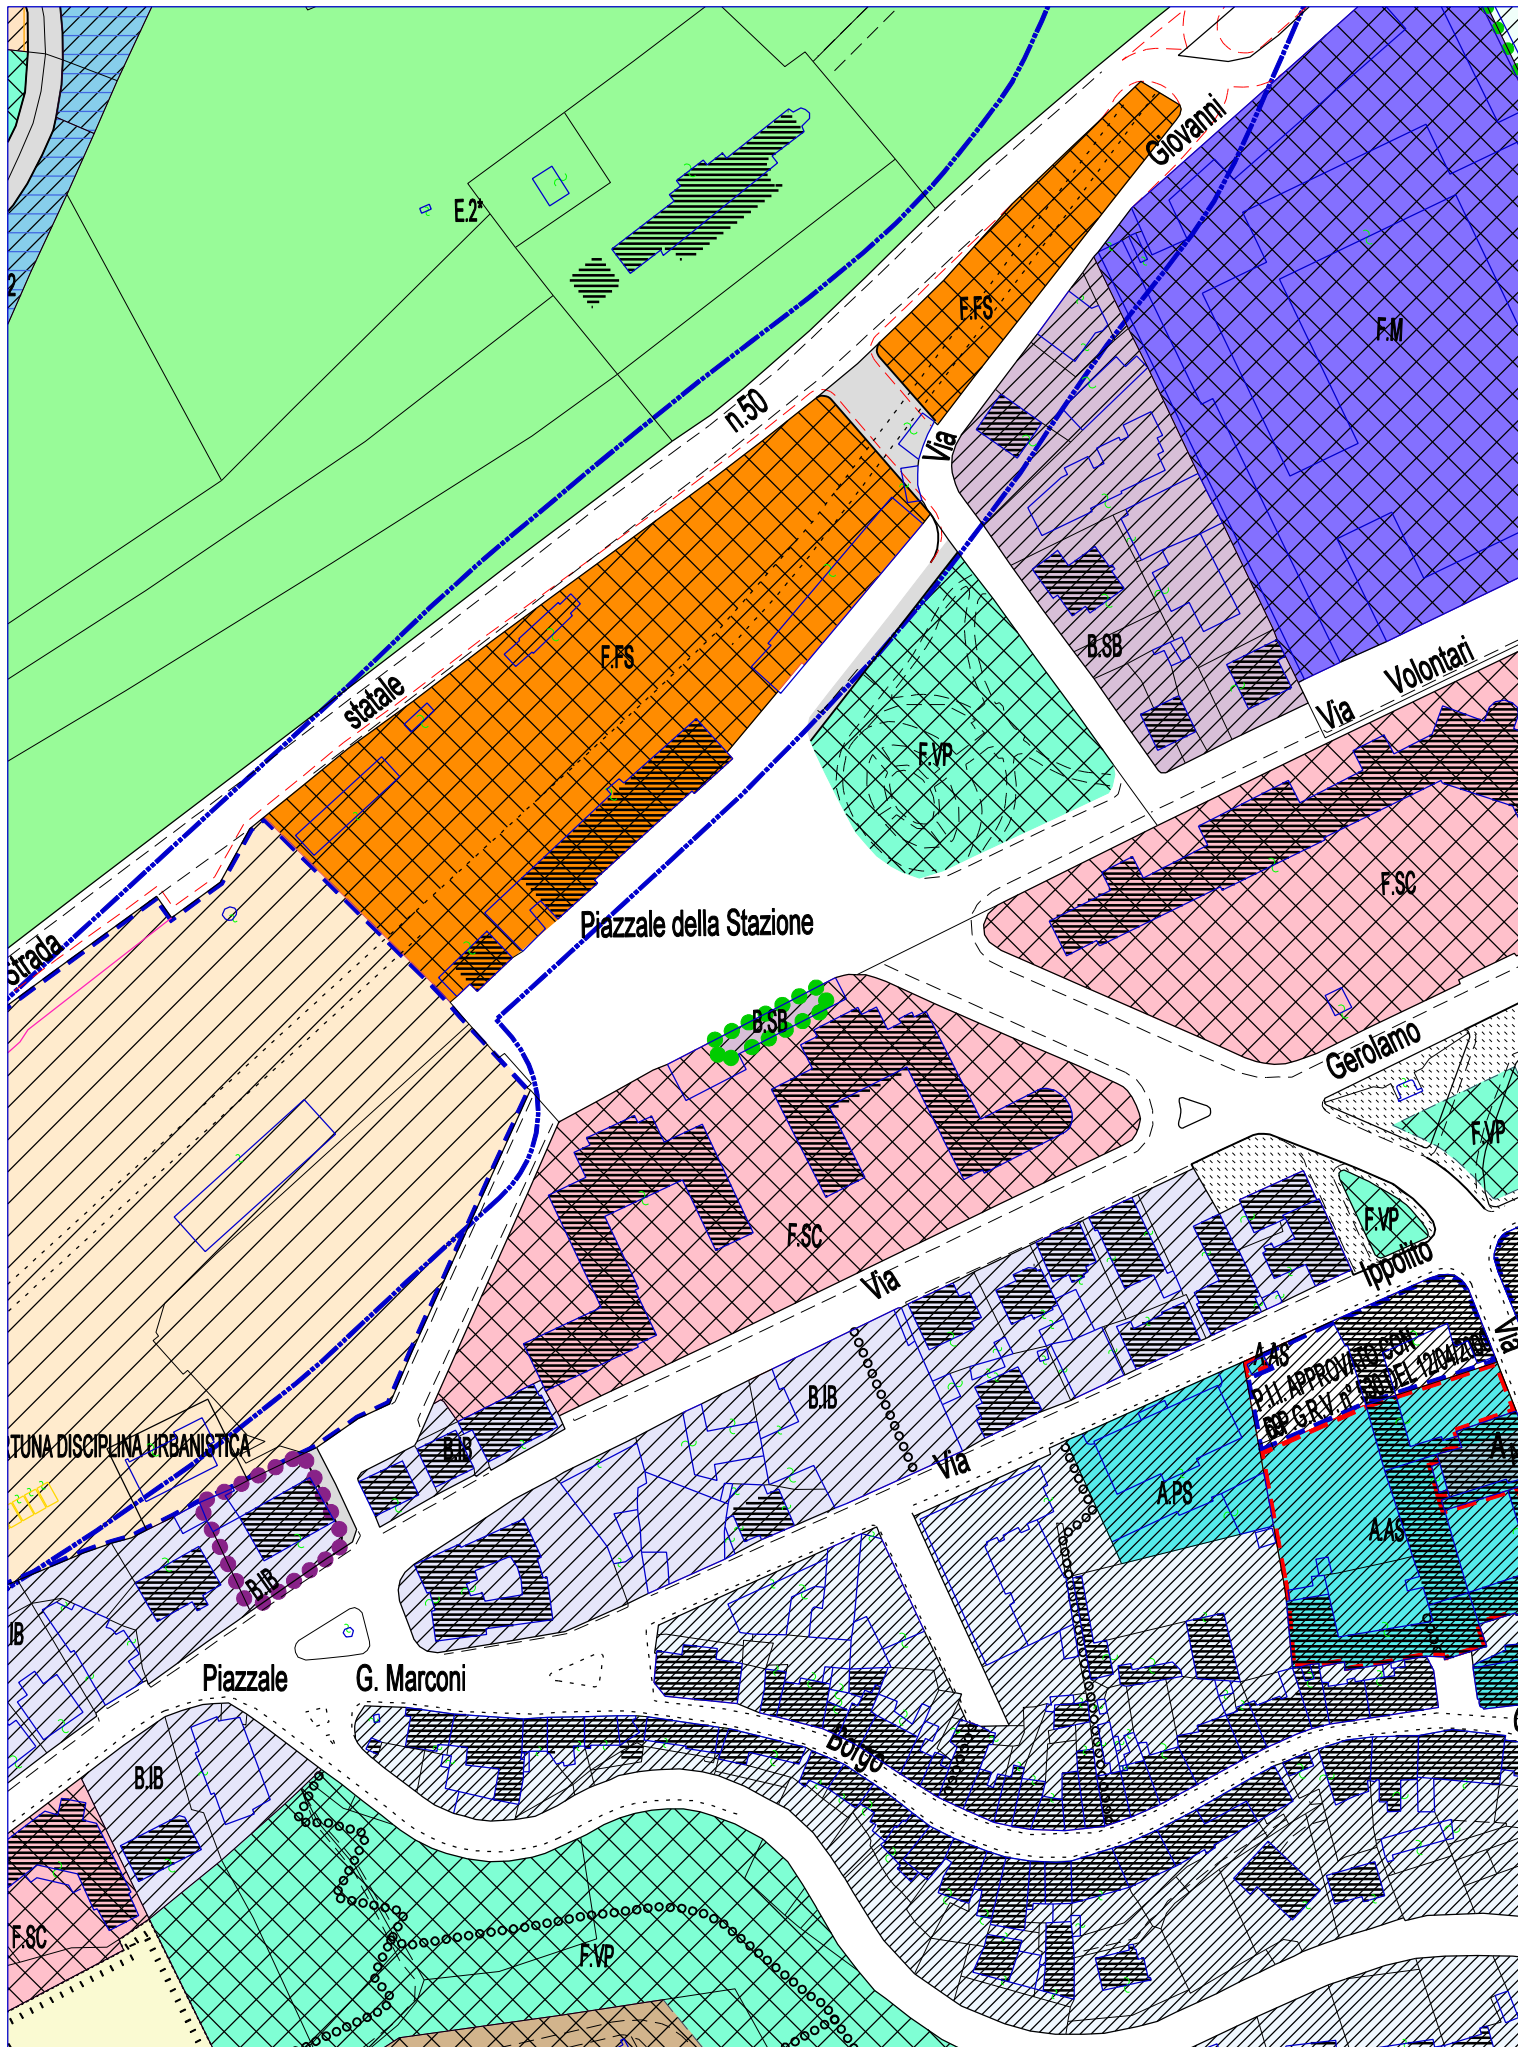 Giovanni
E.2*
2
F.FS
F.M
n.50
Via
F.FS
B.SB
statale
Volontari
Via
F.VP
F.SC
Piazzale della Stazione
Strada
B.SB
Gerolamo
F.VP
F.VP
F.SC
Ippolito
Via
Via
A.AS
P.I.I. APPROVATO CON
B.IB
B.IB
TUNA DISCIPLINA URBANISTICA
Via
A.PS
A.AS
B.IB
IB
Piazzale
G. Marconi
Borgo
B.IB
F.SC
F.VP